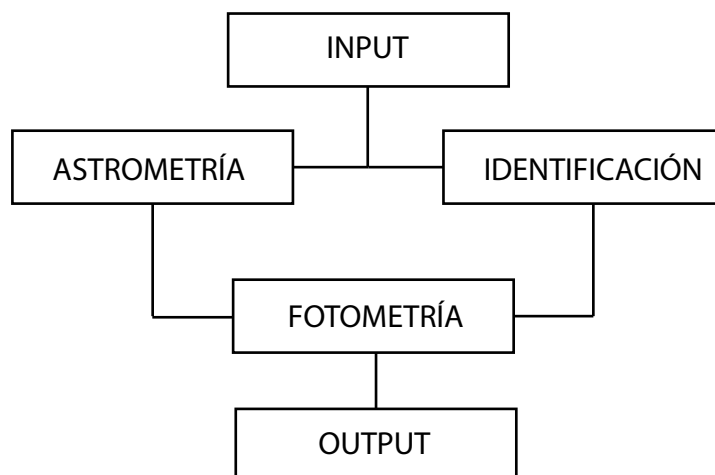 INPUT
ASTROMETRÍA
IDENTIFICACIÓN
FOTOMETRÍA
OUTPUT